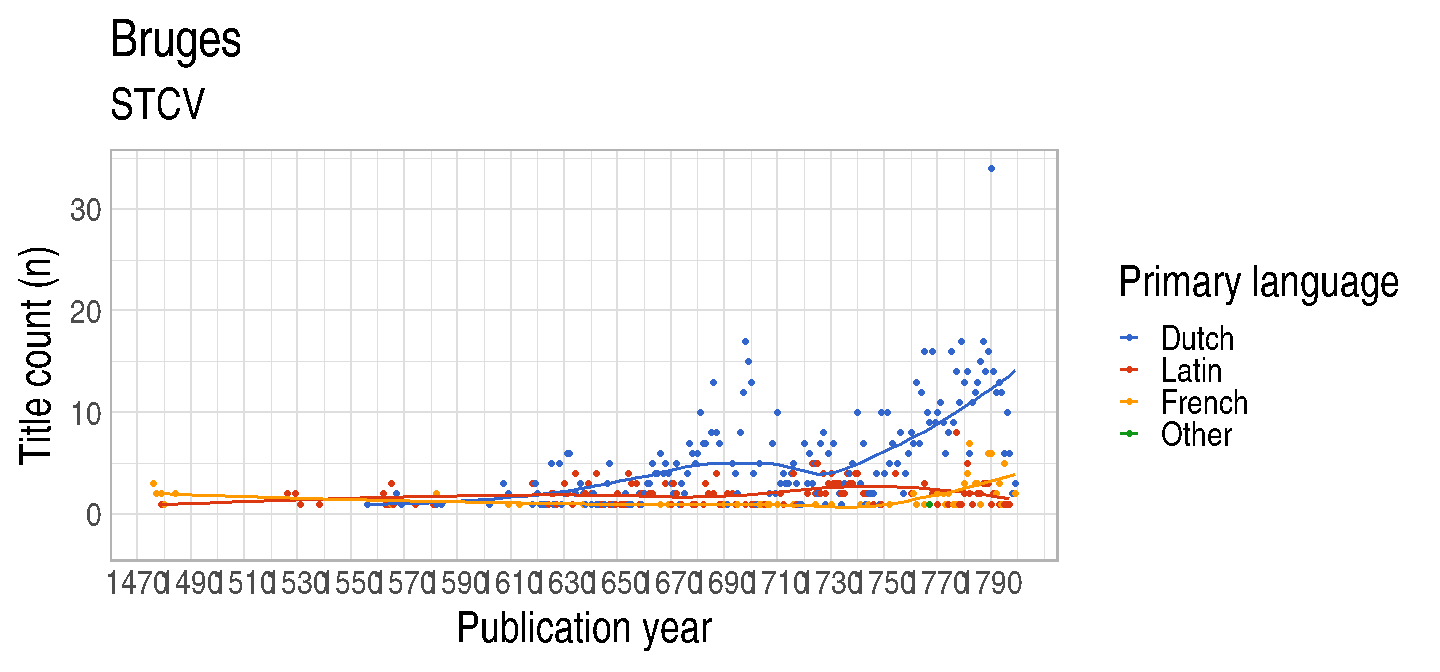 Bruges
STCV
Title count (n)
30
20
10
0
1470 1490 1510 1530 1550 1570 1590 1610 1630 1650 1670 1690 1710 1730 1750 1770 1790
Publication year
Primary language
Dutch
Latin
French
Other